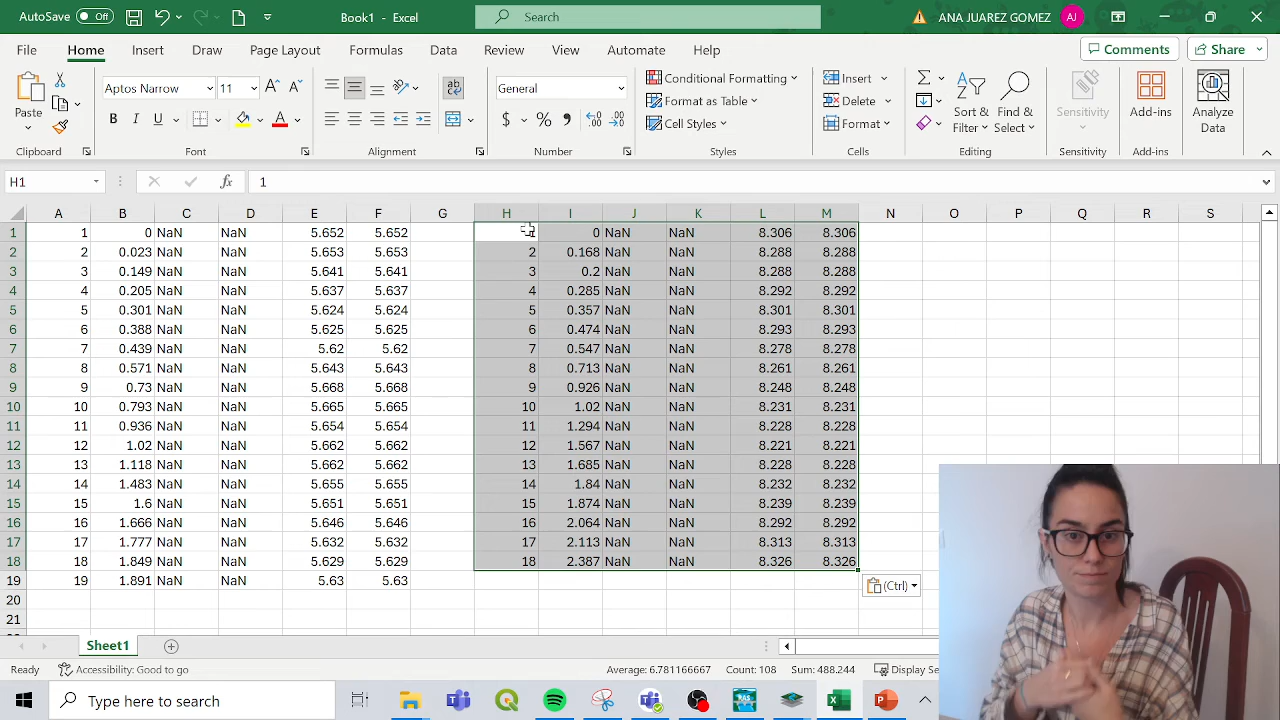 AutoSave Off Book1 - Excel Search ANA JUAREZ GOMEZ AJ
File Home Insert Draw Page Layout Formulas Data Review View Automate Help Comments Share
Paste Aptos Narrow 11 General Conditional Formatting Format as Table Cell Styles Insert Delete Format Sort & Filter Find & Select Sensitivity Add-ins Analyze Data
Clipboard Font Alignment Number Styles Cells Editing Sensitivity Add-ins
H1 fx 1
A B C D E F G H I J K L M N O P Q R S
1 1 0 NaN NaN 5.652 5.652 1 0 NaN NaN 8.306 8.306
2 2 0.023 NaN NaN 5.653 5.653 2 0.168 NaN NaN 8.288 8.288
3 3 0.149 NaN NaN 5.641 5.641 3 0.2 NaN NaN 8.288 8.288
4 4 0.205 NaN NaN 5.637 5.637 4 0.285 NaN NaN 8.292 8.292
5 5 0.301 NaN NaN 5.624 5.624 5 0.357 NaN NaN 8.301 8.301
6 6 0.388 NaN NaN 5.625 5.625 6 0.474 NaN NaN 8.293 8.293
7 7 0.439 NaN NaN 5.62 5.62 7 0.547 NaN NaN 8.278 8.278
8 8 0.571 NaN NaN 5.643 5.643 8 0.713 NaN NaN 8.261 8.261
9 9 0.73 NaN NaN 5.668 5.668 9 0.926 NaN NaN 8.248 8.248
10 10 0.793 NaN NaN 5.665 5.665 10 1.02 NaN NaN 8.231 8.231
11 11 0.936 NaN NaN 5.654 5.654 11 1.294 NaN NaN 8.228 8.228
12 12 1.02 NaN NaN 5.662 5.662 12 1.567 NaN NaN 8.221 8.221
13 13 1.118 NaN NaN 5.662 5.662 13 1.685 NaN NaN 8.228 8.228
14 14 1.483 NaN NaN 5.655 5.655 14 1.84 NaN NaN 8.232 8.232
15 15 1.6 NaN NaN 5.651 5.651 15 1.874 NaN NaN 8.239 8.239
16 16 1.666 NaN NaN 5.646 5.646 16 2.064 NaN NaN 8.292 8.292
17 17 1.777 NaN NaN 5.632 5.632 17 2.113 NaN NaN 8.313 8.313
18 18 1.849 NaN NaN 5.629 5.629 18 2.387 NaN NaN 8.326 8.326
19 19 1.891 NaN NaN 5.63 5.63 (Ctrl)
20
21
Sheet1
Ready Accessibility: Good to go Average: 6.781166667 Count: 108 Sum: 488.244 Display Se
Type here to search